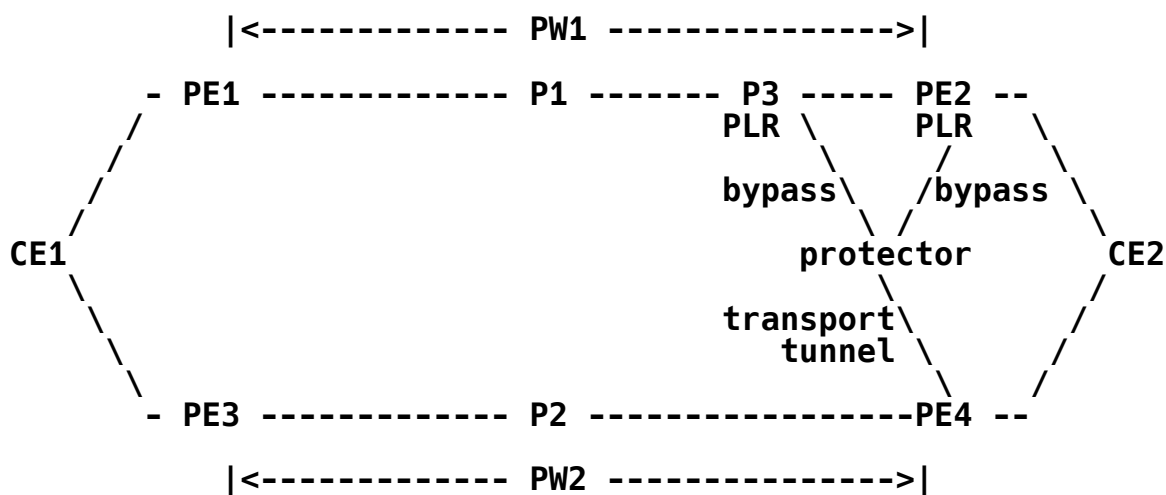 |<------------- PW1 --------------->|
- PE1 ------------- P1 ------- P3 ----- PE2 --
PLR PLR
bypass bypass
CE1 protector CE2
transport
tunnel
- PE3 ------------- P2 -----------------PE4 --
|<------------- PW2 --------------->|